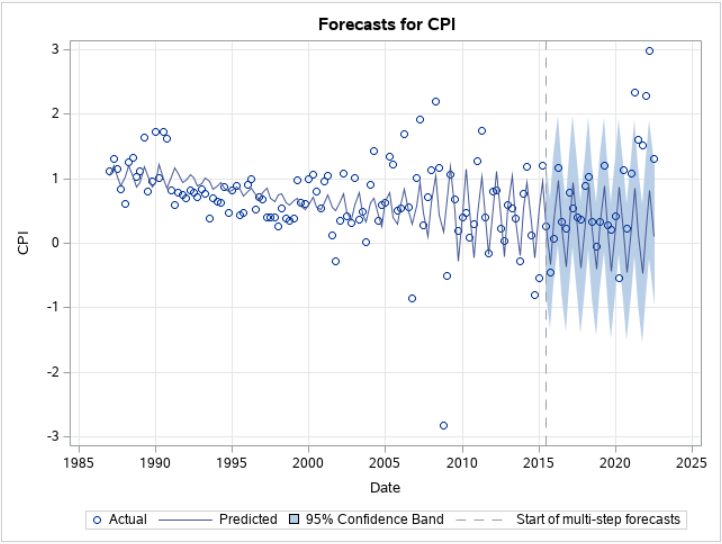 Forecasts for CPI
3
2
1
0
-1
-2
-3
CPI
1985 1990 1995 2000 2005 2010 2015 2020 2025
Date
Actual Predicted 95% Confidence Band Start of multi-step forecasts